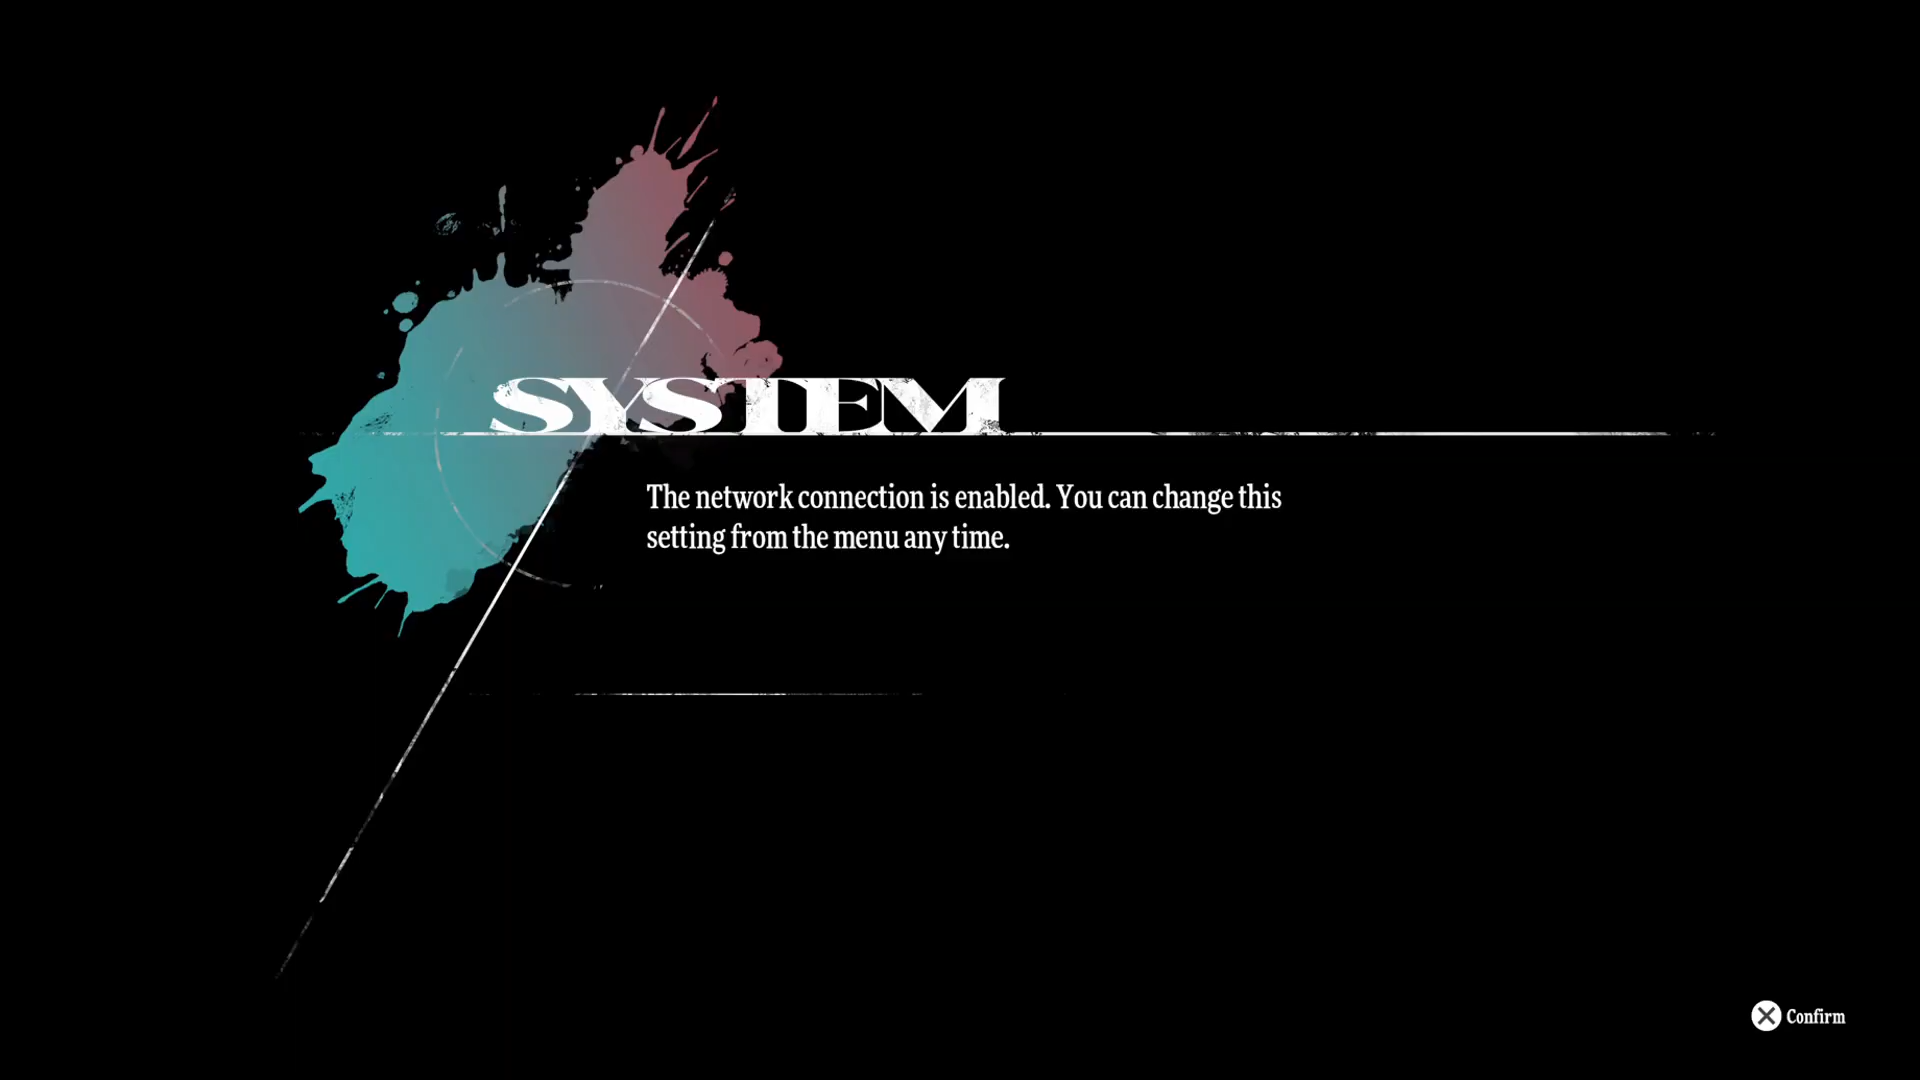 SYSTEM
The network connection is enabled. You can change this
setting from the menu any time.
Confirm